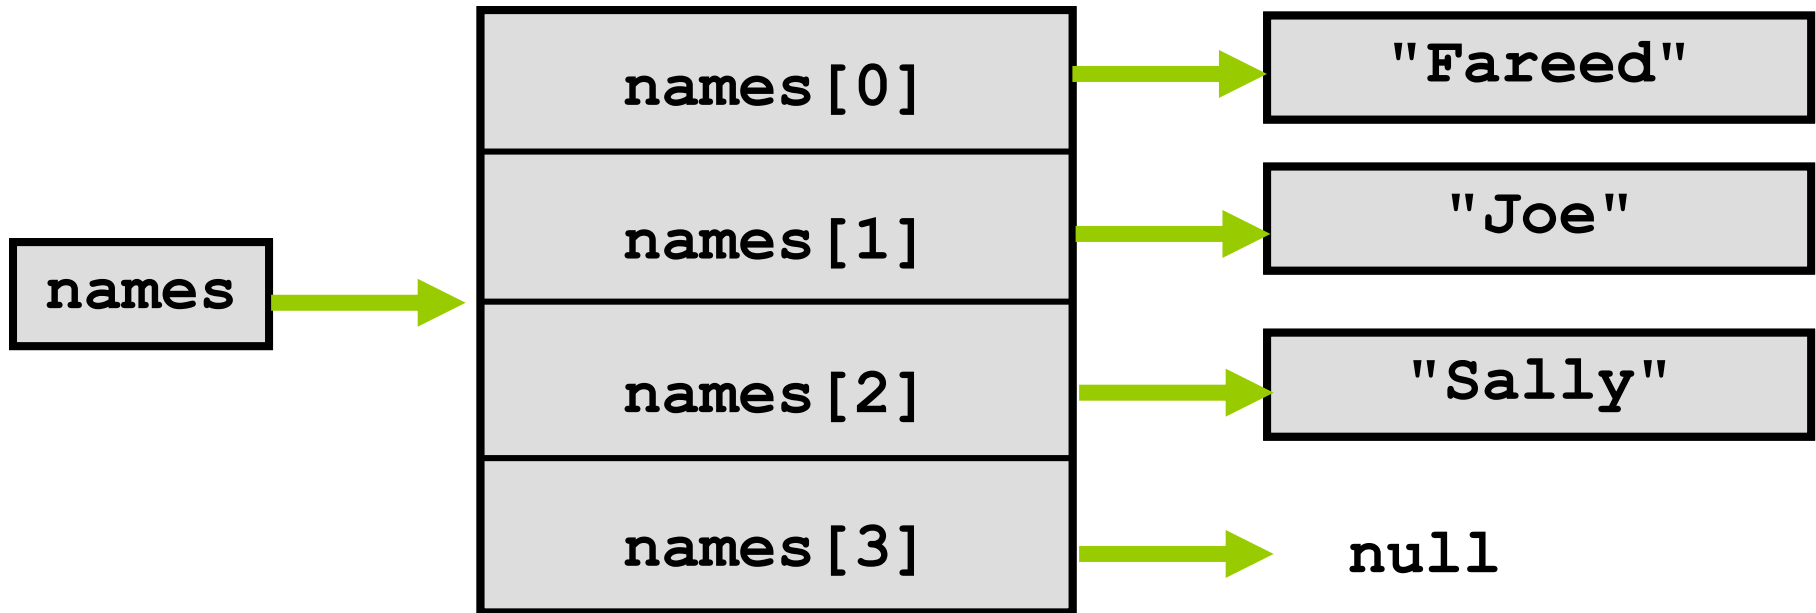 names[0]
"Fareed"
names[1]
"Joe"
names
names[2]
"Sally"
names[3]
null